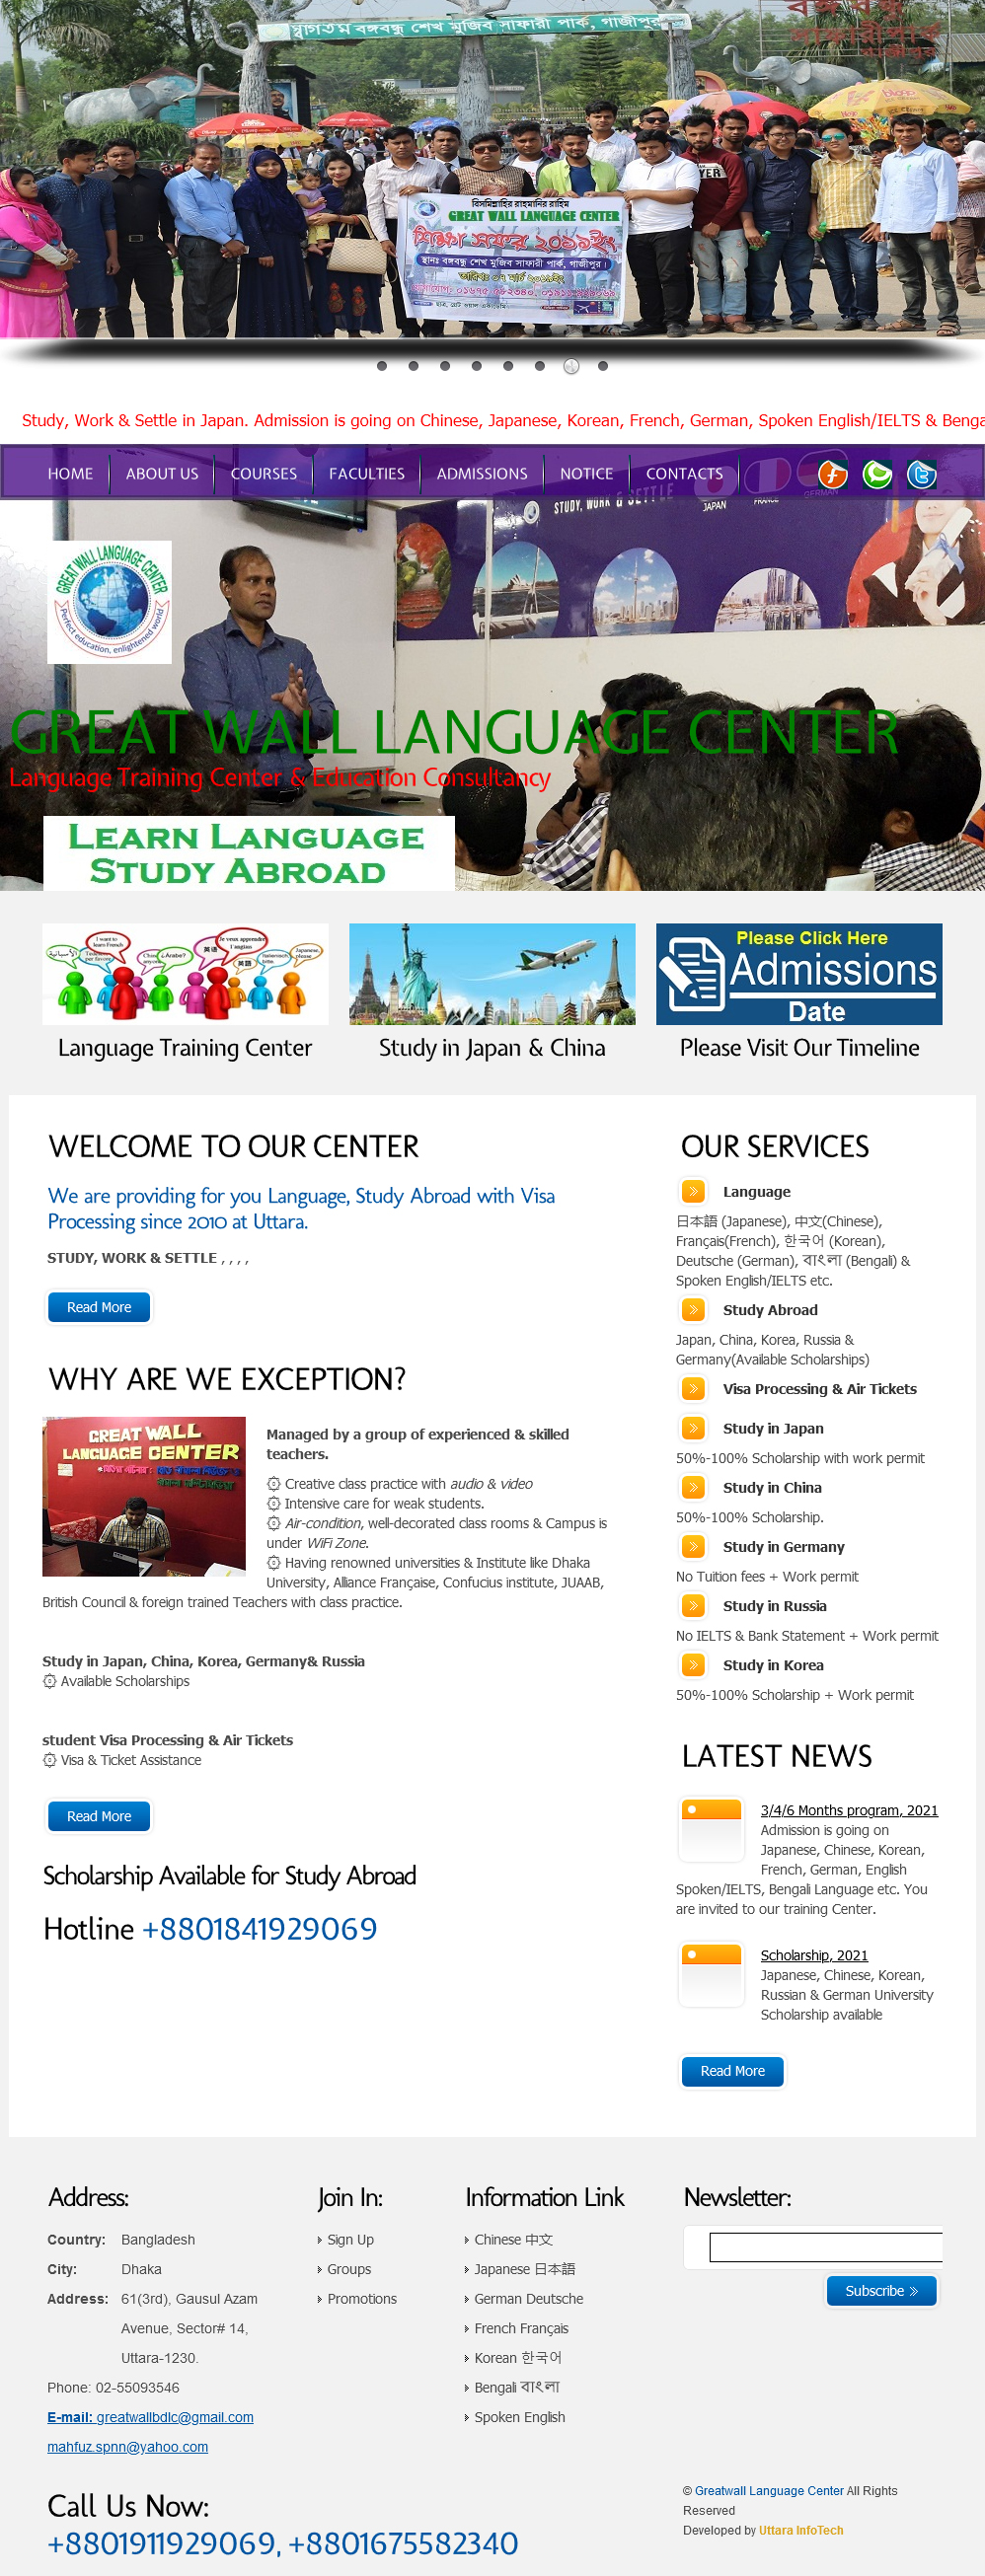 স্বাগতম বঙ্গবন্ধু শেখ মুজিব সাফারী পার্ক, গাজীপুর।
বিসমিল্লাহির রাহমানির রাহিম
GREAT WALL LANGUAGE CENTER
শিক্ষা সফর ২০১৯ইং
স্থানঃ বঙ্গবন্ধু শেখ মুজিব সাফারী পার্ক, গাজীপুর।
Study, Work & Settle in Japan. Admission is going on Chinese, Japanese, Korean, French, German, Spoken English/IELTS & Benga
HOME ABOUT US COURSES FACULTIES ADMISSIONS NOTICE CONTACTS
JAPAN FRANCE GERMAN
STUDY, WORK & SETTLE
GREAT WALL LANGUAGE CENTER
Perfect education, enlightened world
GREAT WALL LANGUAGE CENTER
Language Training Center & Education Consultancy
LEARN LANGUAGE
STUDY ABROAD
Please Click Here
Admissions
Date
Language Training Center
Study in Japan & China
Please Visit Our Timeline
WELCOME TO OUR CENTER
We are providing for you Language, Study Abroad with Visa
Processing since 2010 at Uttara.
STUDY, WORK & SETTLE , , , ,
Read More
WHY ARE WE EXCEPTION?
GREAT WALL
LANGUAGE CENTER
Managed by a group of experienced & skilled
teachers.
۞ Creative class practice with audio & video
۞ Intensive care for weak students.
۞ Air-condition, well-decorated class rooms & Campus is
under WiFi Zone.
۞ Having renowned universities & Institute like Dhaka
University, Alliance Française, Confucius institute, JUAAB,
British Council & foreign trained Teachers with class practice.
Study in Japan, China, Korea, Germany& Russia
۞ Available Scholarships
student Visa Processing & Air Tickets
۞ Visa & Ticket Assistance
Read More
Scholarship Available for Study Abroad
Hotline +8801841929069
OUR SERVICES
Language
日本語 (Japanese), 中文(Chinese),
Français(French), 한국어 (Korean),
Deutsche (German), বাংলা (Bengali) &
Spoken English/IELTS etc.
Study Abroad
Japan, China, Korea, Russia &
Germany(Available Scholarships)
Visa Processing & Air Tickets
Study in Japan
50%-100% Scholarship with work permit
Study in China
50%-100% Scholarship.
Study in Germany
No Tuition fees + Work permit
Study in Russia
No IELTS & Bank Statement + Work permit
Study in Korea
50%-100% Scholarship + Work permit
LATEST NEWS
3/4/6 Months program, 2021
Admission is going on
Japanese, Chinese, Korean,
French, German, English
Spoken/IELTS, Bengali Language etc. You
are invited to our training Center.
Scholarship, 2021
Japanese, Chinese, Korean,
Russian & German University
Scholarship available
Read More
Address:
Country: Bangladesh
City: Dhaka
Address: 61(3rd), Gausul Azam
Avenue, Sector# 14,
Uttara-1230.
Phone: 02-55093546
E-mail: greatwallbdlc@gmail.com
mahfuz.spnn@yahoo.com
Join In:
Sign Up
Groups
Promotions
Information Link
Chinese 中文
Japanese 日本語
German Deutsche
French Français
Korean 한국어
Bengali বাংলা
Spoken English
Newsletter:
Subscribe
Call Us Now:
+8801911929069, +8801675582340
© Greatwall Language Center All Rights
Reserved
Developed by Uttara InfoTech